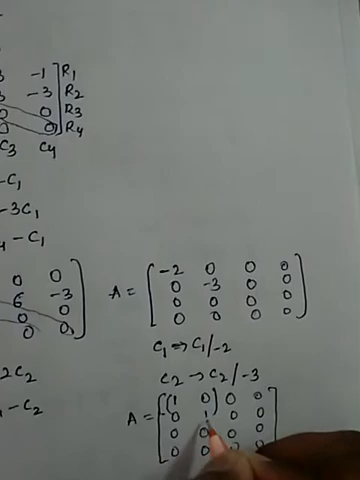 -1 ] R1
-3 R2
0 0 R3
0 0 R4
C3 C4
-C1
-3C1
- C1
0 0
6 -3
0 0
0 0
2C2
- C2
A = [ -2 0 0 0
0 -3 0 0
0 0 0 0
0 0 0 0 ]
C1 → C1/-2
C2 → C2/-3
A = [ 1 0 0 0
0 1 0 0
0 0 0 0
0 0 0 0